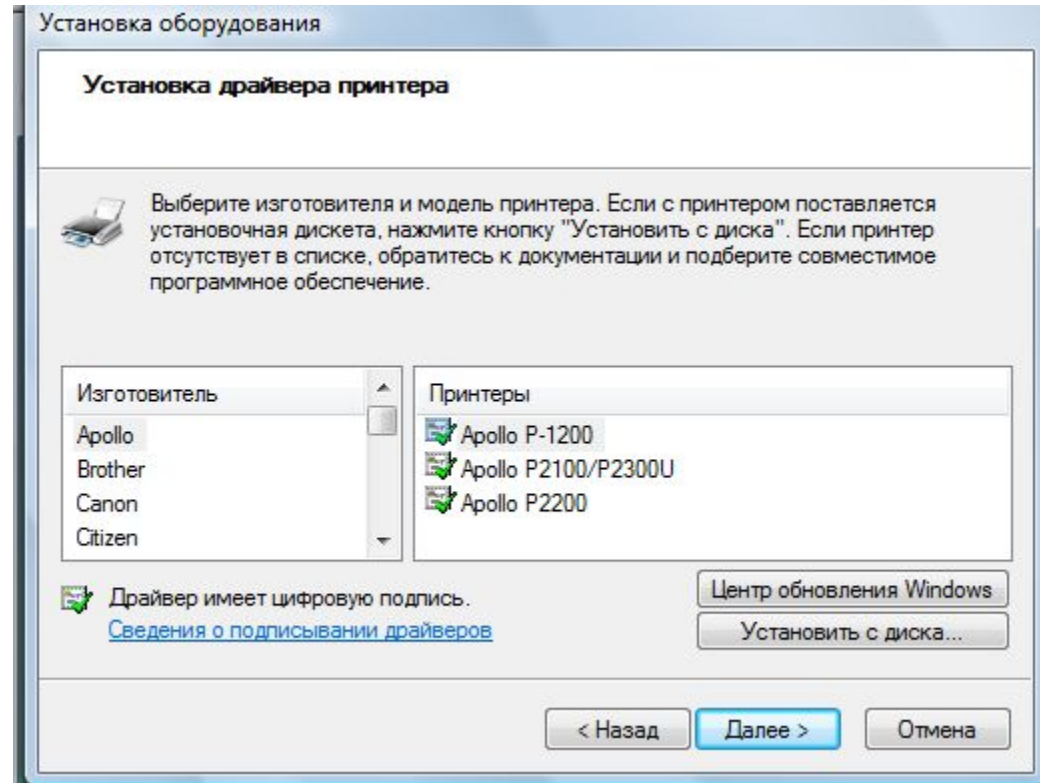 Установка оборудования
Установка драйвера принтера
Выберите изготовителя и модель принтера. Если с принтером поставляется
установочная дискета, нажмите кнопку "Установить с диска". Если принтер
отсутствует в списке, обратитесь к документации и подберите совместимое
программное обеспечение.
Изготовитель
Apollo
Brother
Canon
Citizen
Принтеры
Apollo P-1200
Apollo P2100/P2300U
Apollo P2200
Драйвер имеет цифровую подпись.
Сведения о подписывании драйверов
Центр обновления Windows
Установить с диска...
< Назад
Далее >
Отмена